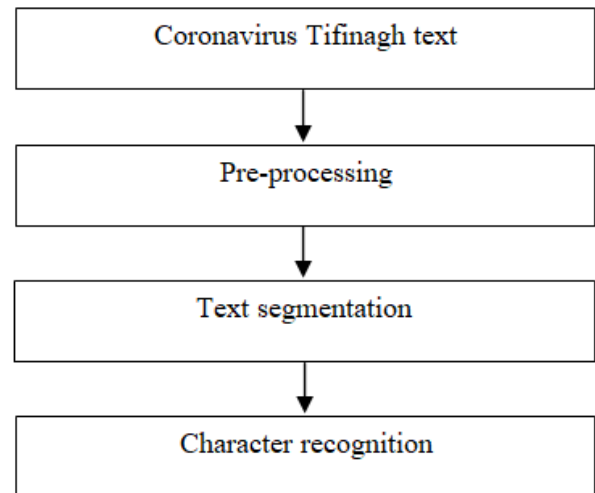 Coronavirus Tifinagh text
Pre-processing
Text segmentation
Character recognition